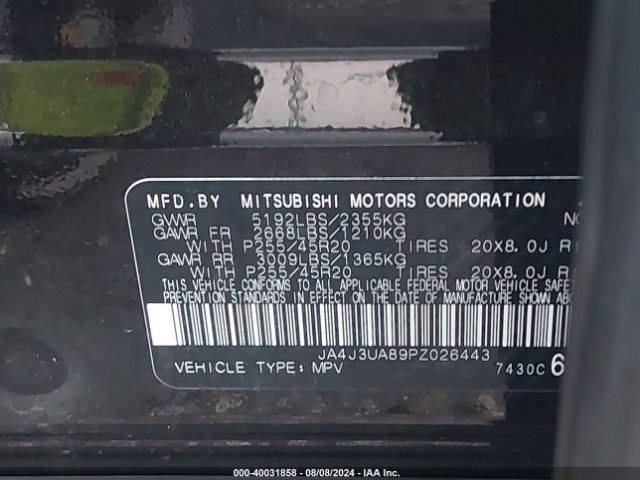 MFD.BY MITSUBISHI MOTORS CORPORATION
GVWR 5192LBS/2355KG
GAWR FR 2668LBS/1210KG
WITH P255/45R20 TIRES 20X8.0J
GAWR RR 3009LBS/1365KG
WITH P255/45R20 TIRES 20X8.0J
THIS VEHICLE CONFORMS TO ALL APPLICABLE FEDERAL MOTOR VEHICLE SAFE
PREVENTION STANDARDS IN EFFECT ON THE DATE OF MANUFACTURE SHOWN ABO
JA4J3UA89PZ026443
VEHICLE TYPE: MPV 7430C 6
000-40031858 - 08/08/2024 - IAA Inc.